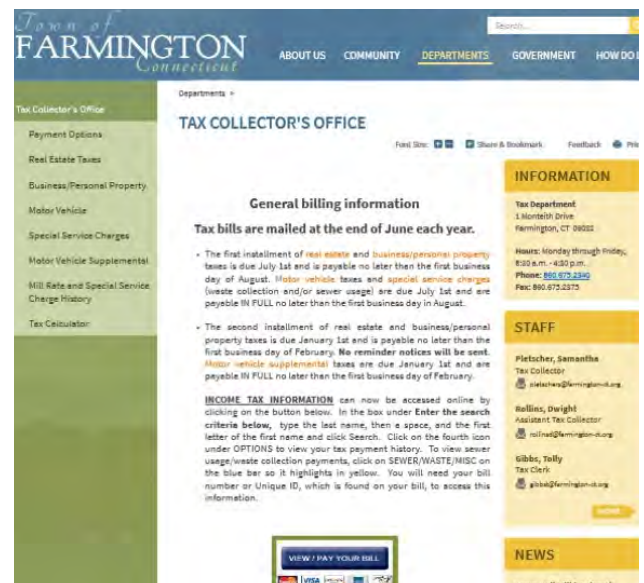 Town of
FARMINGTON
Connecticut
Search...
ABOUT US COMMUNITY DEPARTMENTS GOVERNMENT HOW DO I
Departments »
Tax Collector's Office
Payment Options
Real Estate Taxes
Business/Personal Property
Motor Vehicle
Special Service Charges
Motor Vehicle Supplemental
Mill Rate and Special Service
Charge History
Tax Calculator
TAX COLLECTOR'S OFFICE
Font Size: Share & Bookmark Feedback Pri
General billing information
Tax bills are mailed at the end of June each year.
• The first installment of real estate and business/personal property
taxes is due July 1st and is payable no later than the first business
day of August. Motor vehicle taxes and special service charges
(waste collection and/or sewer usage) are due July 1st and are
payable IN FULL no later than the first business day in August.
• The second installment of real estate and business/personal
property taxes is due January 1st and is payable no later than the
first business day of February. No reminder notices will be sent.
Motor vehicle supplemental taxes are due January 1st and are
payable IN FULL no later than the first business day of February.
INCOME TAX INFORMATION can now be accessed online by
clicking on the button below. In the box under Enter the search
criteria below, type the last name, then a space, and the first
letter of the first name and click Search. Click on the fourth icon
under OPTIONS to view your tax payment history. To view sewer
usage/waste collection payments, click on SEWER/WASTE/MISC on
the blue bar so it highlights in yellow. You will need your bill
number or Unique ID, which is found on your bill, to access this
information.
VIEW / PAY YOUR BILL
VISA
INFORMATION
Tax Department
1 Monteith Drive
Farmington, CT 06032
Hours: Monday through Friday,
8:30 a.m. - 4:30 p.m.
Phone: 860.675.2340
Fax: 860.675.2375
STAFF
Pletscher, Samantha
Tax Collector
pletschers@farmington-ct.org
Rollins, Dwight
Assistant Tax Collector
rollinsd@farmington-ct.org
Gibbs, Tally
Tax Clerk
gibbst@farmington-ct.org
MORE
NEWS